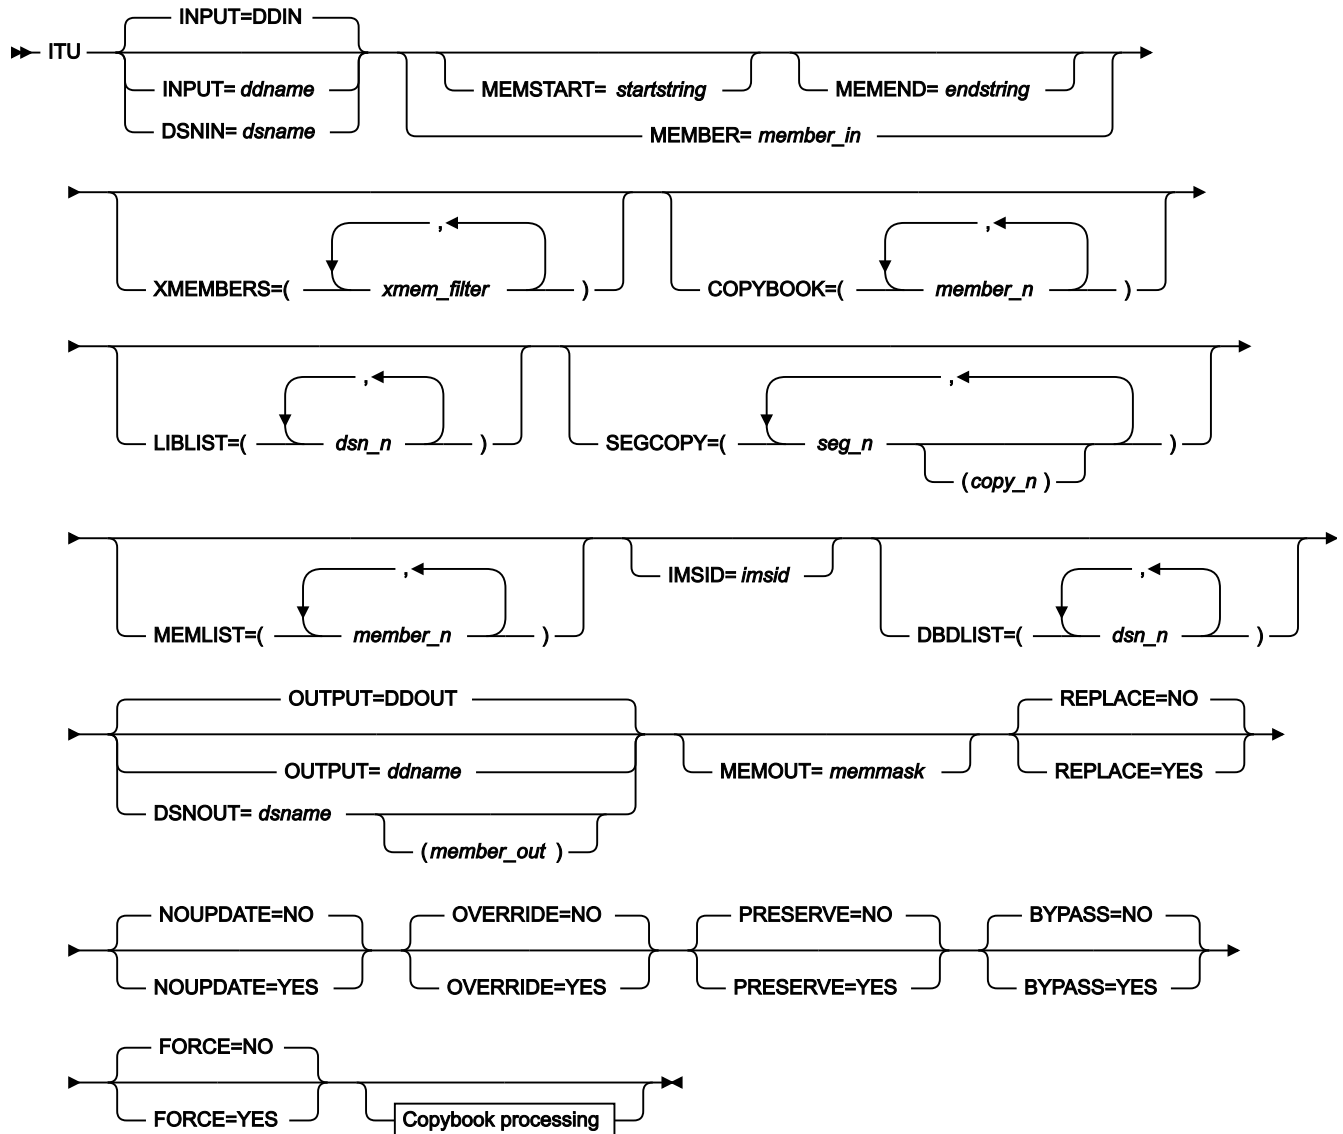 INPUT=DDIN
ITU
INPUT= ddname
DSNIN= dsname
MEMSTART= startstring
MEMEND= endstring
MEMBER= member_in
,
XMEMBERS=( xmem_filter )
,
COPYBOOK=( member_n )
,
LIBLIST=( dsn_n )
,
SEGCOPY=( seg_n )
(copy_n )
,
MEMLIST=( member_n )
IMSID= imsid
,
DBDLIST=( dsn_n )
OUTPUT=DDOUT
OUTPUT= ddname
DSNOUT= dsname
(member_out )
MEMOUT= memmask
REPLACE=NO
REPLACE=YES
NOUPDATE=NO
NOUPDATE=YES
OVERRIDE=NO
OVERRIDE=YES
PRESERVE=NO
PRESERVE=YES
BYPASS=NO
BYPASS=YES
FORCE=NO
FORCE=YES
Copybook processing